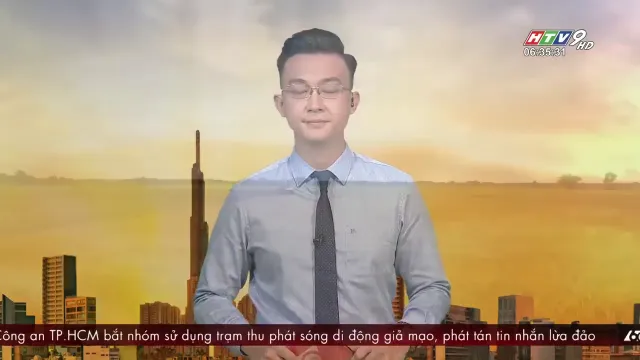 HTV9 HD
06:35:31
Công an TP.HCM bắt nhóm sử dụng trạm thu phát sóng di động giả mạo, phát tán tin nhắn lừa đảo